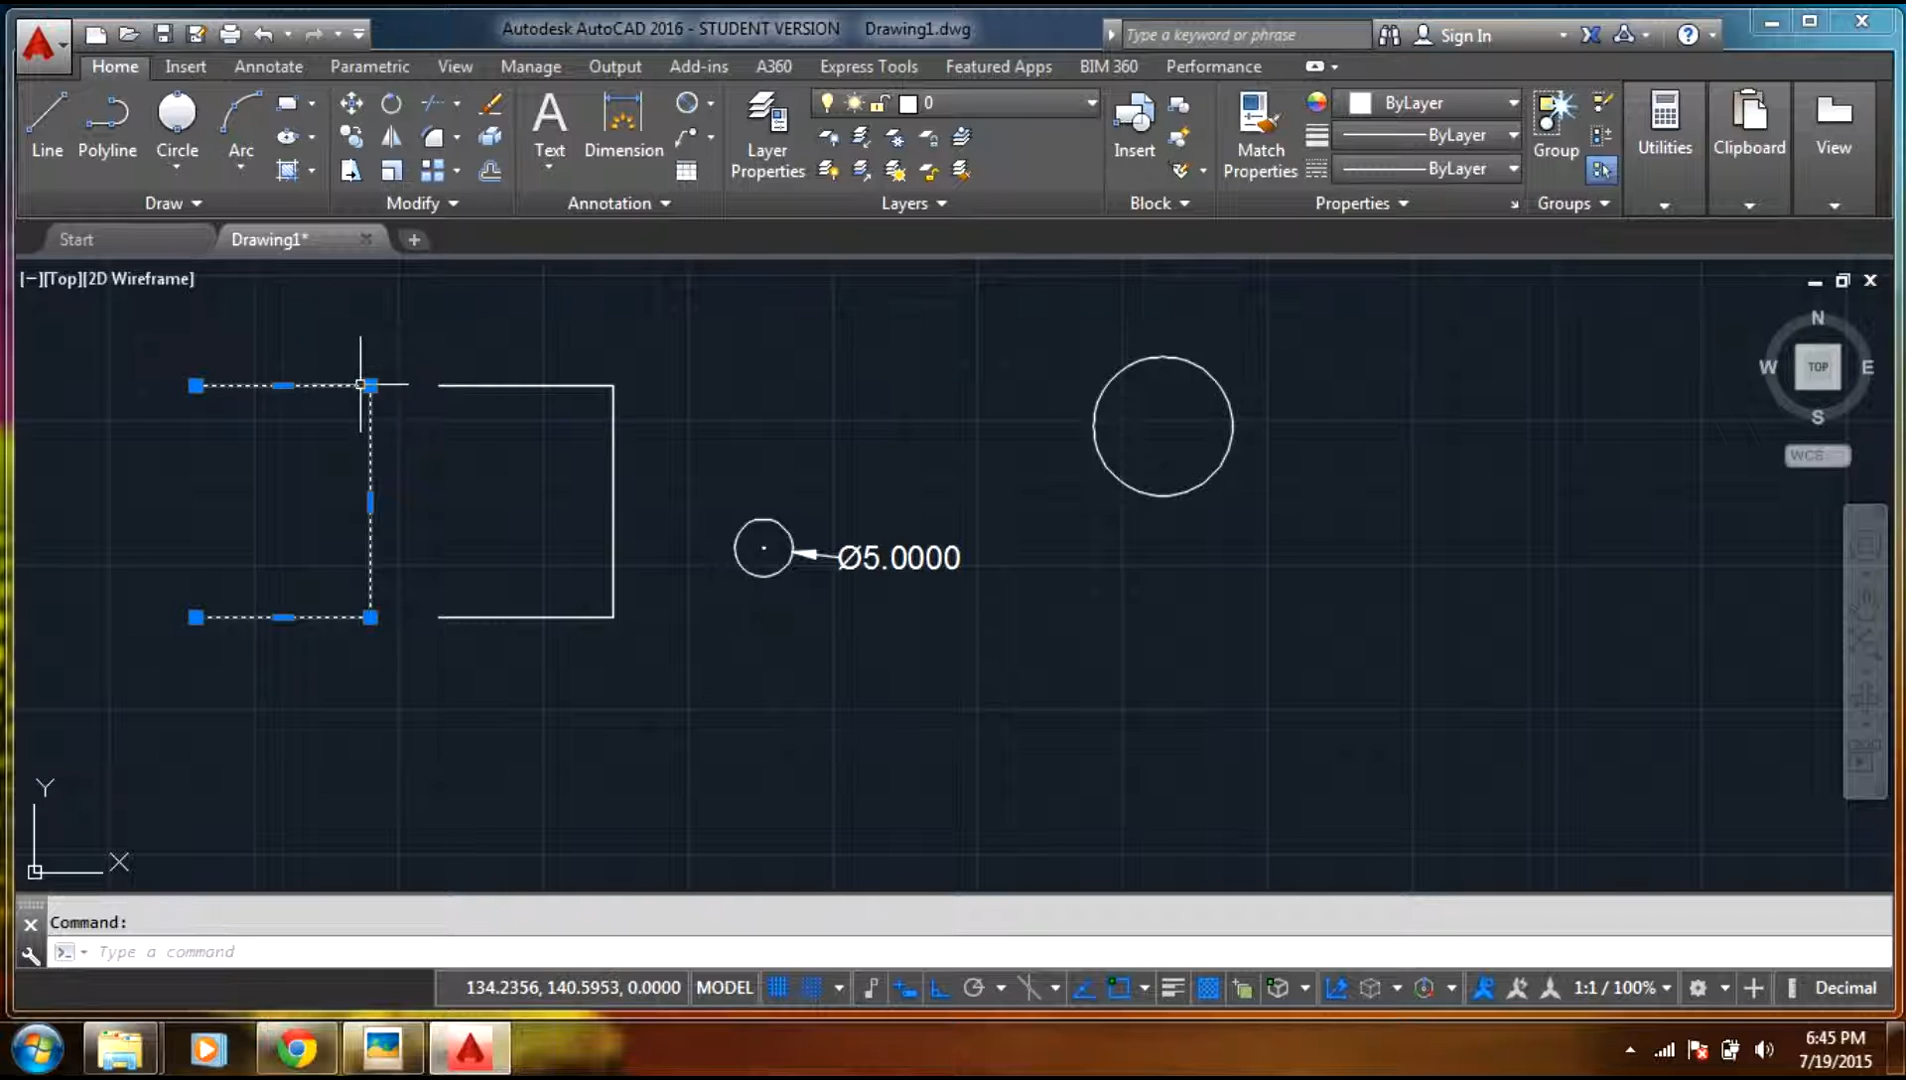 Autodesk AutoCAD 2016 - STUDENT VERSION Drawing1.dwg
Type a keyword or phrase
Sign In
Home Insert Annotate Parametric View Manage Output Add-ins A360 Express Tools Featured Apps BIM 360 Performance
Line Polyline Circle Arc
Text Dimension
Layer Properties
0
Insert
Match Properties
ByLayer
ByLayer
ByLayer
Group
Utilities Clipboard View
Draw Modify Annotation Layers Block Properties Groups
Start Drawing1*
[−][Top][2D Wireframe]
N
W TOP E
S
WCS
Ø5.0000
Y
X
Command:
Type a command
134.2356, 140.5953, 0.0000 MODEL 1:1 / 100% Decimal
6:45 PM
7/19/2015